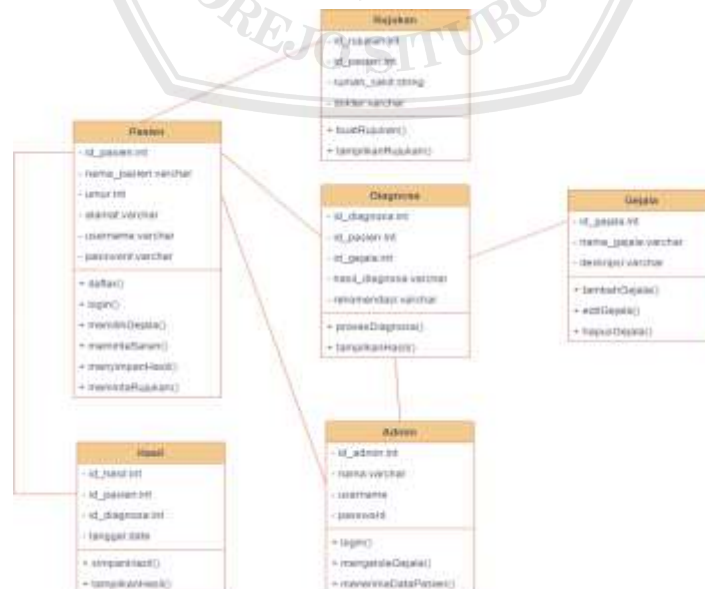 REJO SITUBO
Rujukan
- id_rujukan:int
- id_pasien:int
- rumah_sakit:string
- dokter:varchar
+ buatRujukan()
+ tampilkanRujukan()
Pasien
- id_pasien:int
- nama_pasien:varchar
- umur:int
- alamat:varchar
- username:varchar
- password:varchar
+ daftar()
+ login()
+ memilihGejala()
+ memintaSaran()
+ menyimpanHasil()
+ memintaRujukan()
Diagnosa
- id_diagnosa:int
- id_pasien:int
- id_gejala:int
- hasil_diagnosa:varchar
- rekomendasi:varchar
+ prosesDiagnosa()
+ tampilkanHasil()
Gejala
- id_gejala:int
- nama_gejala:varchar
- deskripsi:varchar
+ tambahGejala()
+ editGejala()
+ hapusGejala()
Hasil
- id_hasil:int
- id_pasien:int
- id_diagnosa:int
- tanggal:date
+ simpanHasil()
+ tampilkanHasil()
Admin
- id_admin:int
- nama:varchar
- username
- password
+ login()
+ mengelolaGejala()
+ menerimaDataPasien()